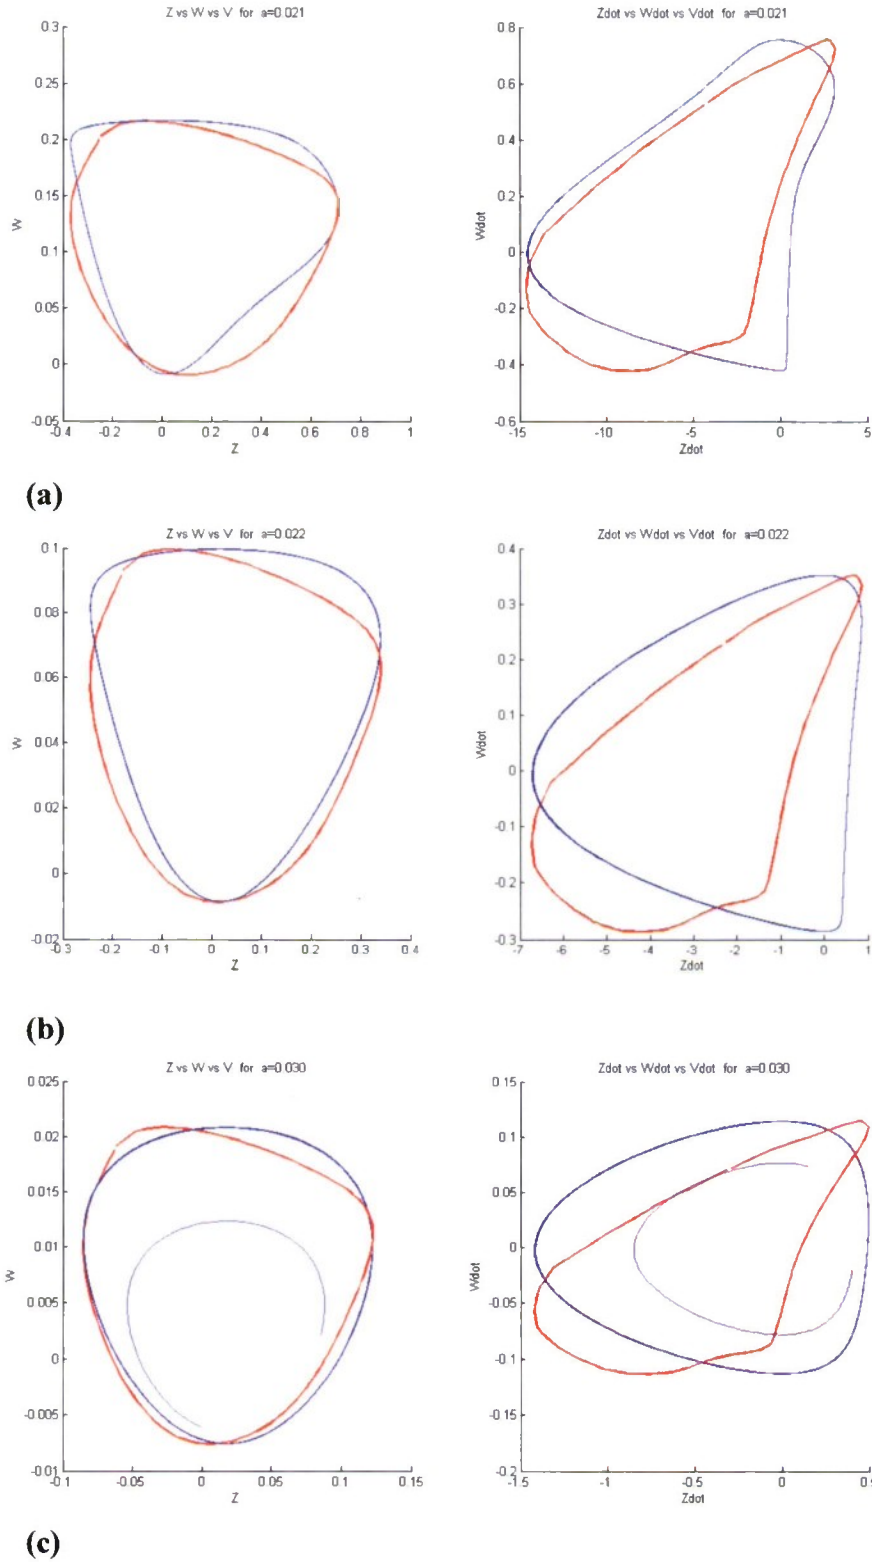 Z vs W vs V for a=0.021
0.3
0.25
0.2
0.15
0.1
0.05
0
-0.05
W
-0.4 -0.2 0 0.2 0.4 0.6 0.8 1
Z
Zdot vs Wdot vs Vdot for a=0.021
0.8
0.6
0.4
0.2
0
-0.2
-0.4
-0.6
Wdot
-15 -10 -5 0 5
Zdot
(a)
Z vs W vs V for a=0.022
0.1
0.08
0.06
0.04
0.02
0
-0.02
W
-0.3 -0.2 -0.1 0 0.1 0.2 0.3 0.4
Z
Zdot vs Wdot vs Vdot for a=0.022
0.4
0.3
0.2
0.1
0
-0.1
-0.2
-0.3
Wdot
-7 -6 -5 -4 -3 -2 -1 0 1
Zdot
(b)
Z vs W vs V for a=0.030
0.025
0.02
0.015
0.01
0.005
0
-0.005
-0.01
W
-0.1 -0.05 0 0.05 0.1 0.15
Z
Zdot vs Wdot vs Vdot for a=0.030
0.15
0.1
0.05
0
-0.05
-0.1
-0.15
-0.2
Wdot
-1.5 -1 -0.5 0 0.5
Zdot
(c)